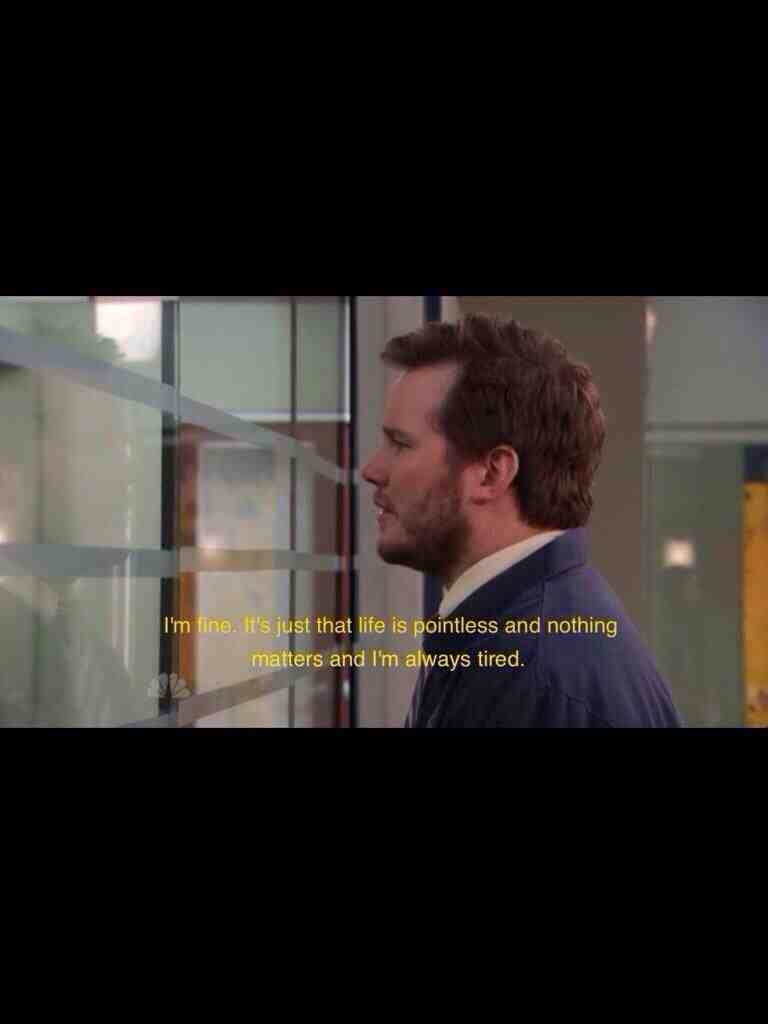 I'm fine. It's just that life is pointless and nothing
matters and I'm always tired.